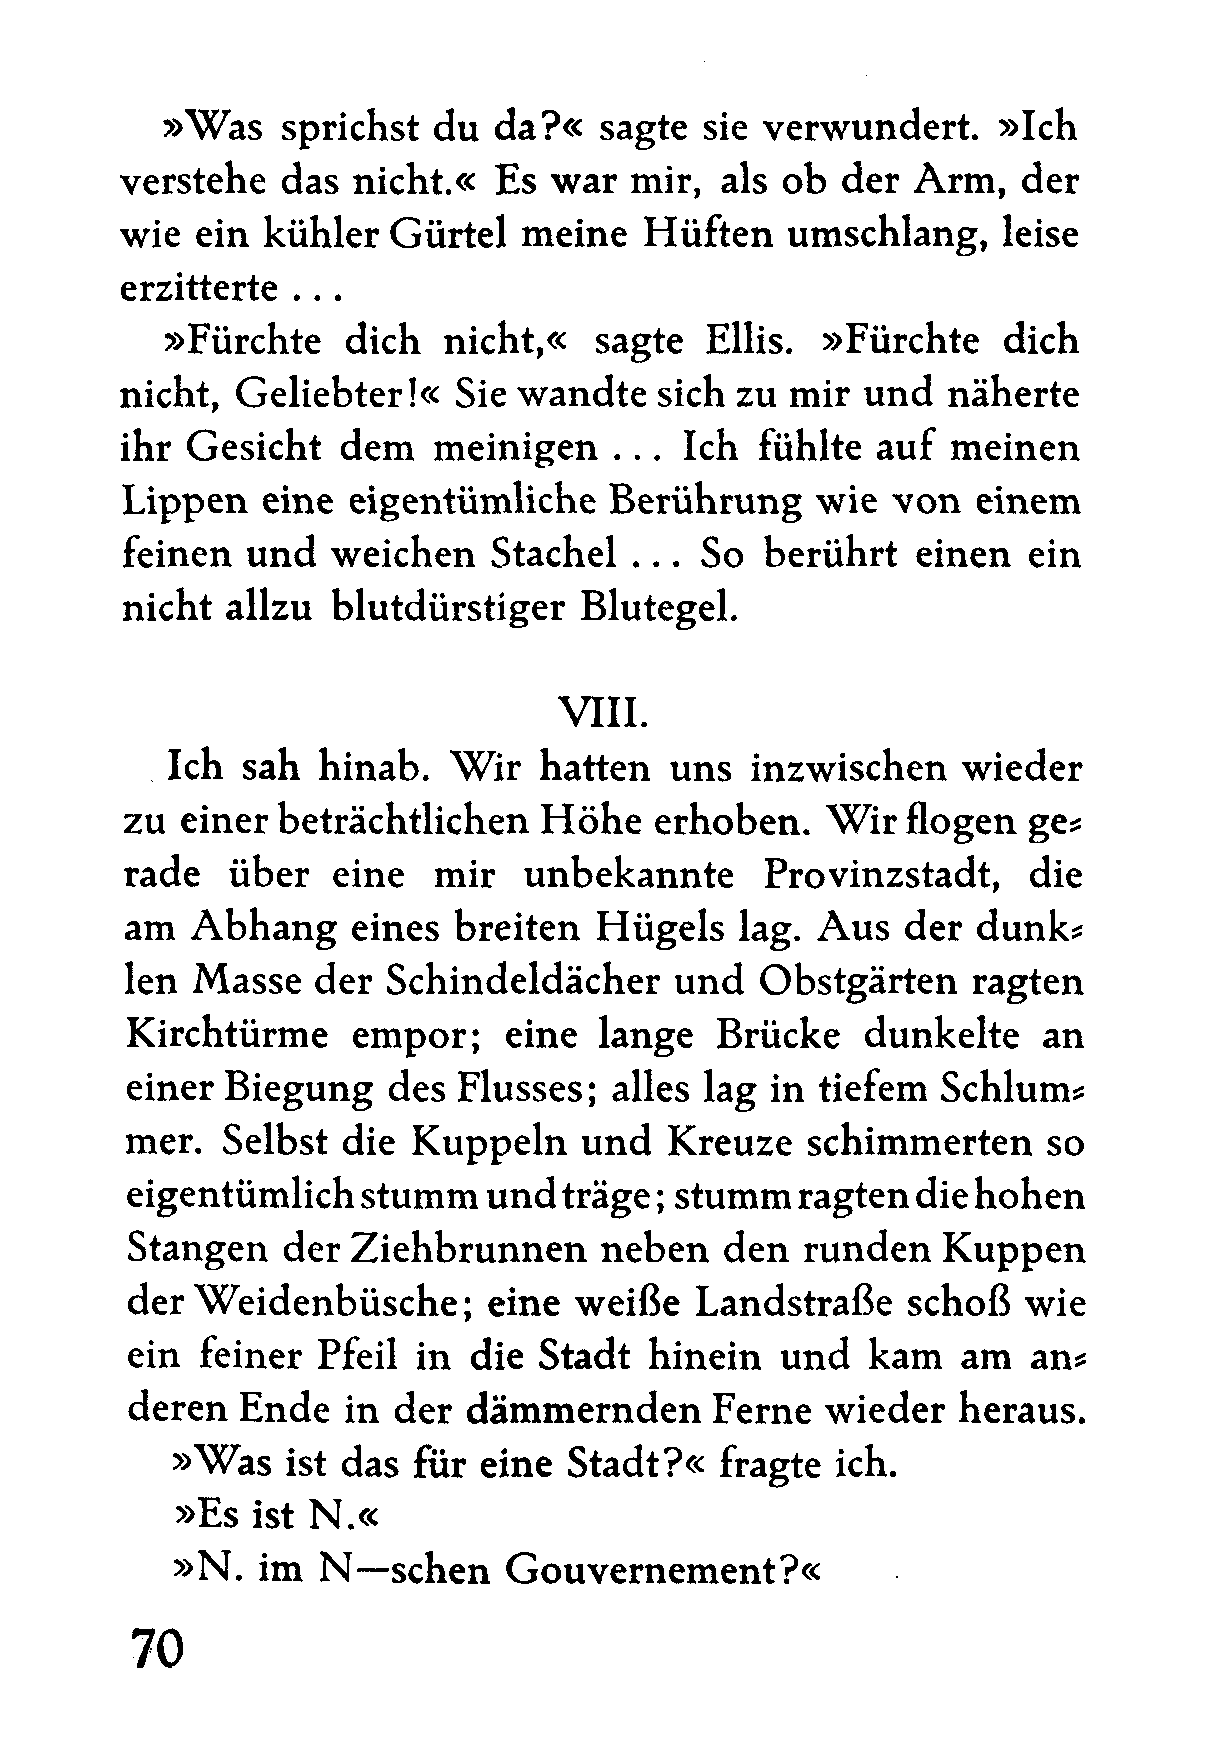 »Was sprichst du da?« sagte sie verwundert. »Ich
verstehe das nicht.« Es war mir, als ob der Arm, der
wie ein kühler Gürtel meine Hüften umschlang, leise
erzitterte ...
»Fürchte dich nicht,« sagte Ellis. »Fürchte dich
nicht, Geliebter!« Sie wandte sich zu mir und näherte
ihr Gesicht dem meinigen ... Ich fühlte auf meinen
Lippen eine eigentümliche Berührung wie von einem
feinen und weichen Stachel ... So berührt einen ein
nicht allzu blutdürstiger Blutegel.
VIII.
Ich sah hinab. Wir hatten uns inzwischen wieder
zu einer beträchtlichen Höhe erhoben. Wir flogen ge⸗
rade über eine mir unbekannte Provinzstadt, die
am Abhang eines breiten Hügels lag. Aus der dunk⸗
len Masse der Schindeldächer und Obstgärten ragten
Kirchtürme empor; eine lange Brücke dunkelte an
einer Biegung des Flusses; alles lag in tiefem Schlum⸗
mer. Selbst die Kuppeln und Kreuze schimmerten so
eigentümlich stumm und träge; stumm ragten die hohen
Stangen der Ziehbrunnen neben den runden Kuppen
der Weidenbüsche; eine weiße Landstraße schoß wie
ein feiner Pfeil in die Stadt hinein und kam am an⸗
deren Ende in der dämmernden Ferne wieder heraus.
»Was ist das für eine Stadt?« fragte ich.
»Es ist N.«
»N. im N—schen Gouvernement?«
70